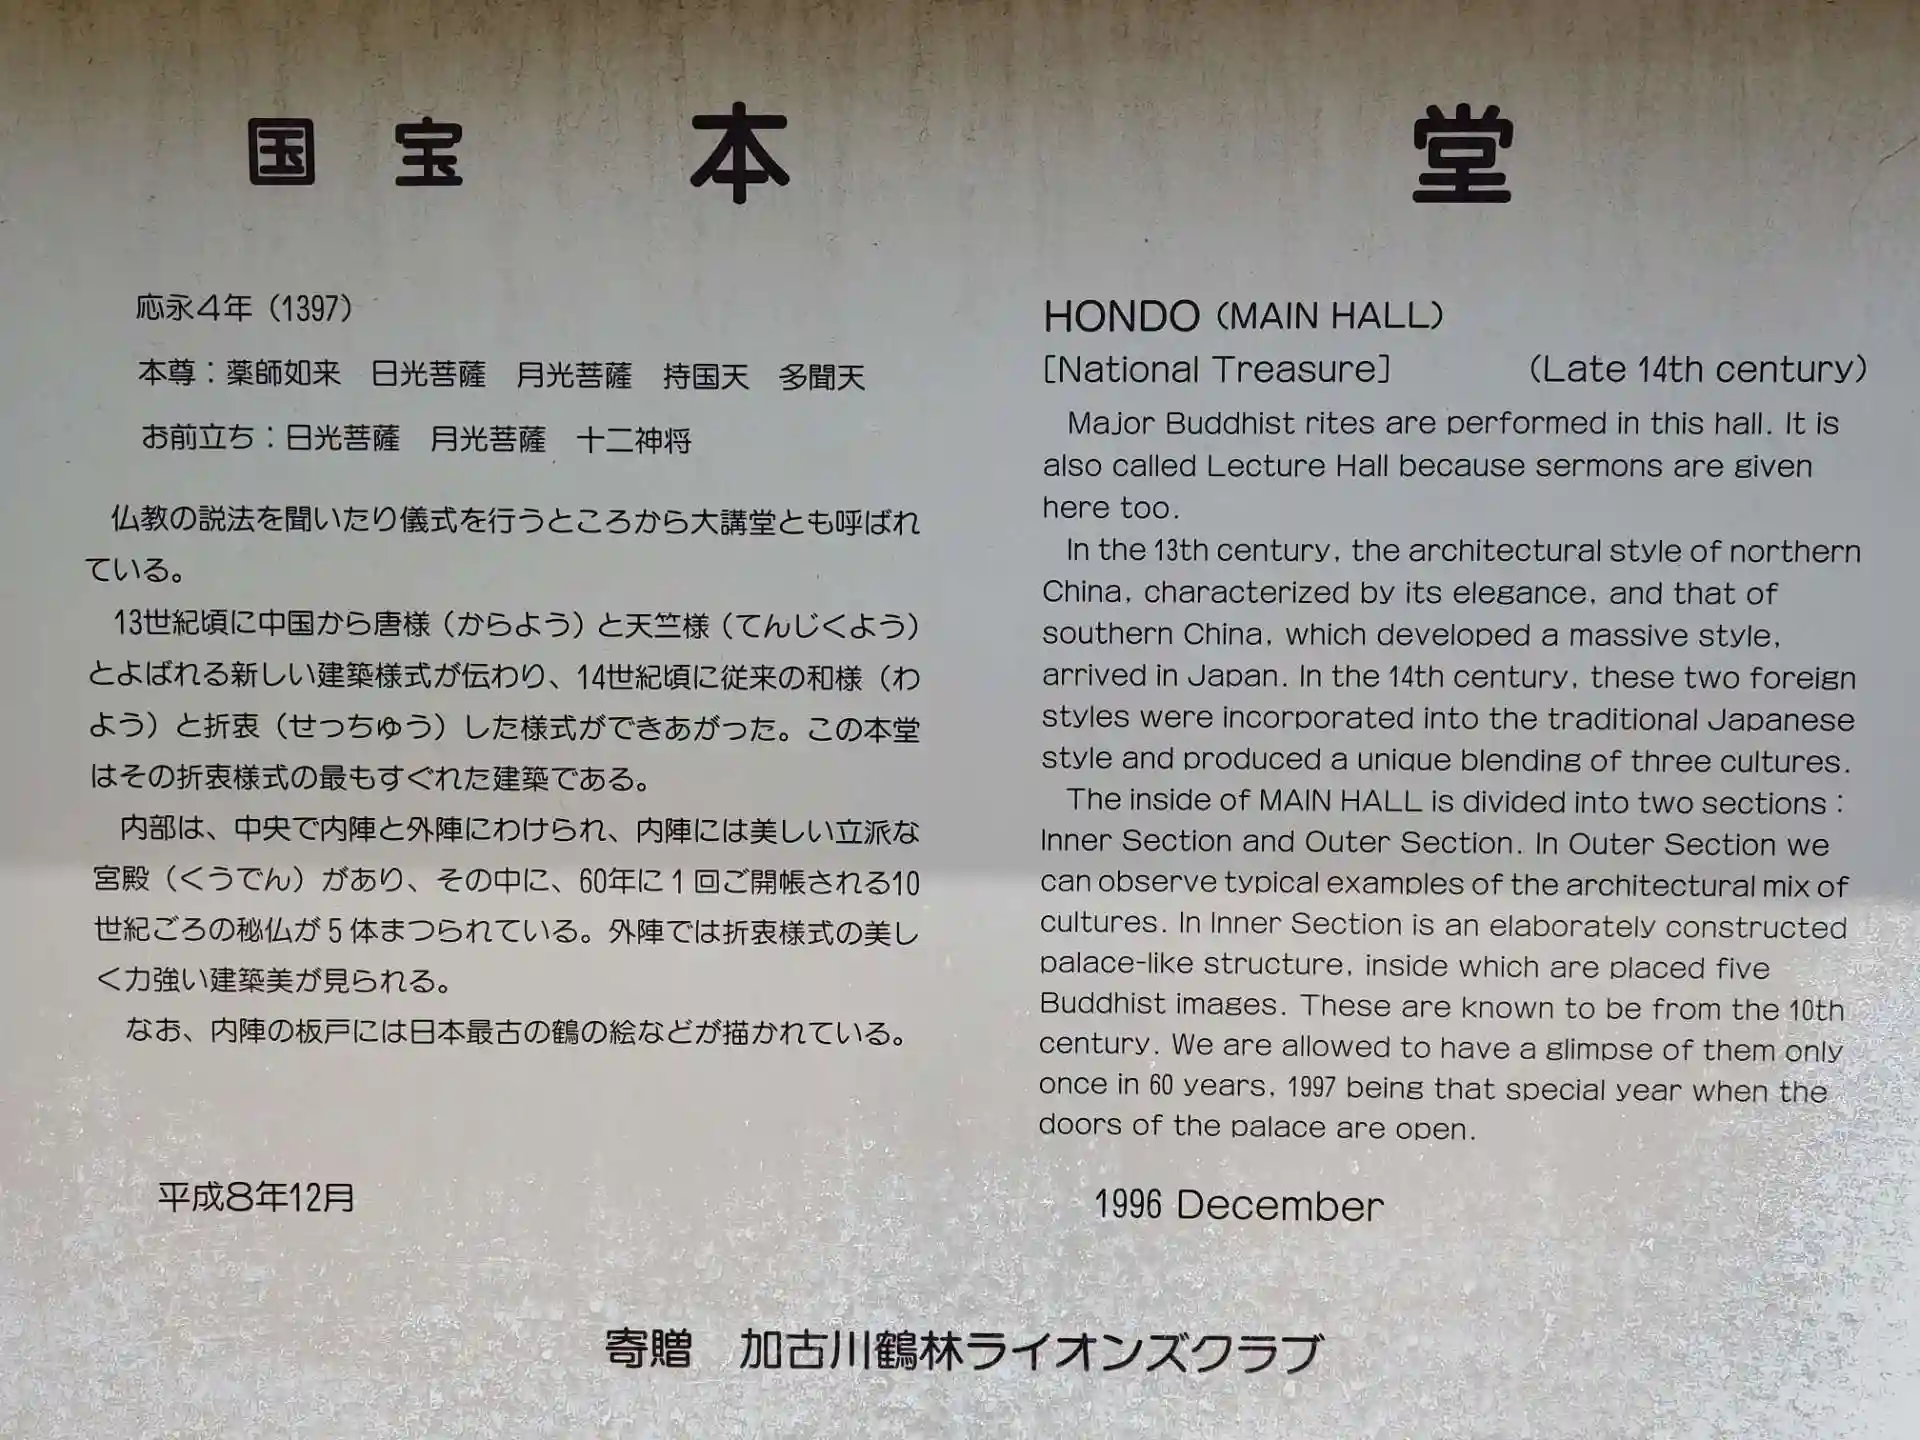 国宝 本堂
応永4年（1397）
本尊：薬師如来　日光菩薩　月光菩薩　持国天　多聞天
お前立ち：日光菩薩　月光菩薩　十二神将
仏教の説法を聞いたり儀式を行うところから大講堂とも呼ばれ
ている。
13世紀頃に中国から唐様（からよう）と天竺様（てんじくよう）
とよばれる新しい建築様式が伝わり、14世紀頃に従来の和様（わ
よう）と折衷（せっちゅう）した様式ができあがった。この本堂
はその折衷様式の最もすぐれた建築である。
内部は、中央で内陣と外陣にわけられ、内陣には美しい立派な
宮殿（くうでん）があり、その中に、60年に1回ご開帳される10
世紀ごろの秘仏が5体まつられている。外陣では折衷様式の美し
く力強い建築美が見られる。
なお、内陣の板戸には日本最古の鶴の絵などが描かれている。
平成8年12月
HONDO (MAIN HALL)
[National Treasure] (Late 14th century)
Major Buddhist rites are performed in this hall. It is
also called Lecture Hall because sermons are given
here too.
In the 13th century, the architectural style of northern
China, characterized by its elegance, and that of
southern China, which developed a massive style,
arrived in Japan. In the 14th century, these two foreign
styles were incorporated into the traditional Japanese
style and produced a unique blending of three cultures.
The inside of MAIN HALL is divided into two sections :
Inner Section and Outer Section. In Outer Section we
can observe typical examples of the architectural mix of
cultures. In Inner Section is an elaborately constructed
palace-like structure, inside which are placed five
Buddhist images. These are known to be from the 10th
century. We are allowed to have a glimpse of them only
once in 60 years, 1997 being that special year when the
doors of the palace are open.
1996 December
寄贈　加古川鶴林ライオンズクラブ